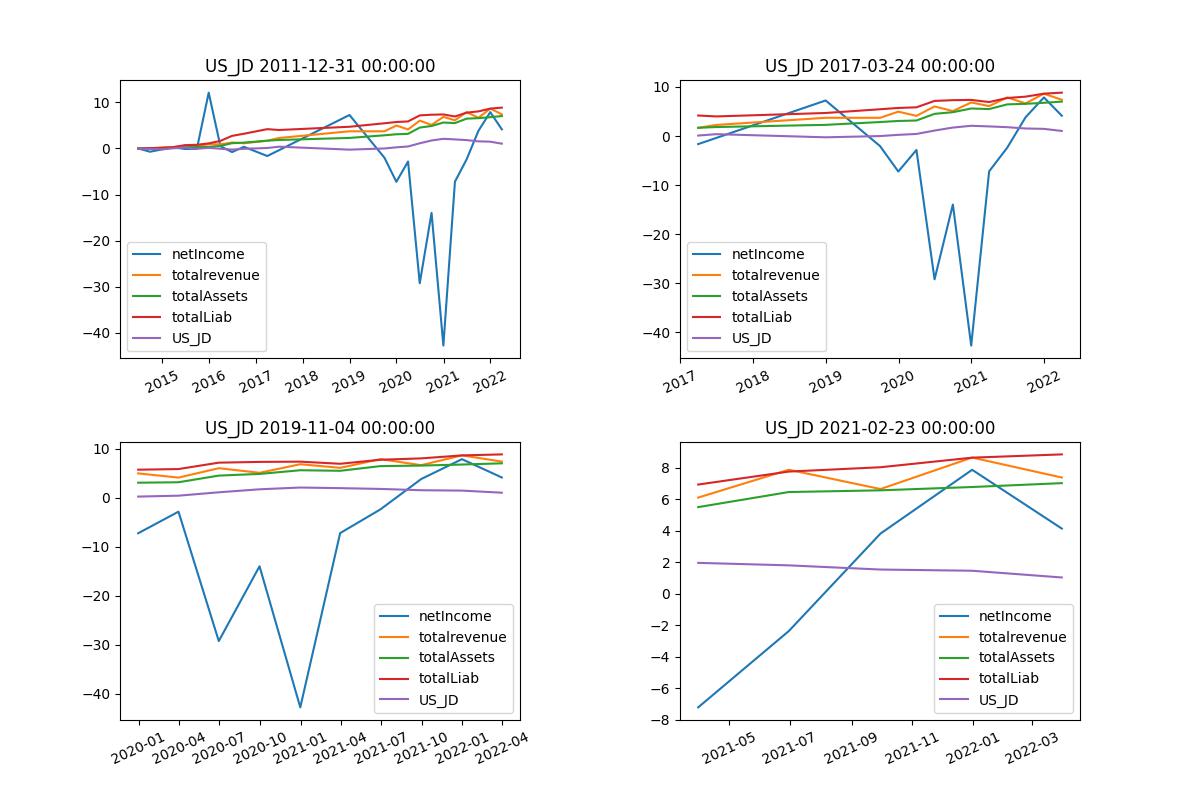 US_JD 2011-12-31 00:00:00
10
0
−10
−20
−30
−40
netIncome
totalrevenue
totalAssets
totalLiab
US_JD
2015 2016 2017 2018 2019 2020 2021 2022
US_JD 2017-03-24 00:00:00
10
0
−10
−20
−30
−40
netIncome
totalrevenue
totalAssets
totalLiab
US_JD
2017 2018 2019 2020 2021 2022
US_JD 2019-11-04 00:00:00
10
0
−10
−20
−30
−40
netIncome
totalrevenue
totalAssets
totalLiab
US_JD
2020-01 2020-04 2020-07 2020-10 2021-01 2021-04 2021-07 2021-10 2022-01 2022-04
US_JD 2021-02-23 00:00:00
8
6
4
2
0
−2
−4
−6
−8
netIncome
totalrevenue
totalAssets
totalLiab
US_JD
2021-05 2021-07 2021-09 2021-11 2022-01 2022-03